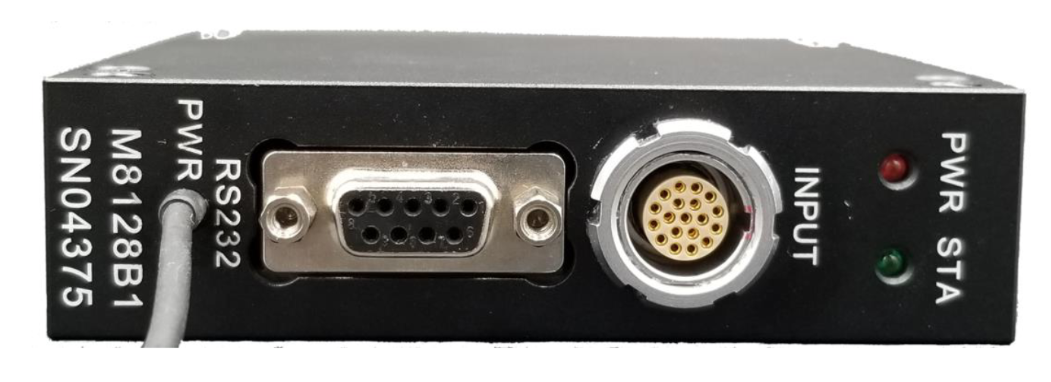 SN04375
M8128B1
PWR
RS232
INPUT
PWR STA